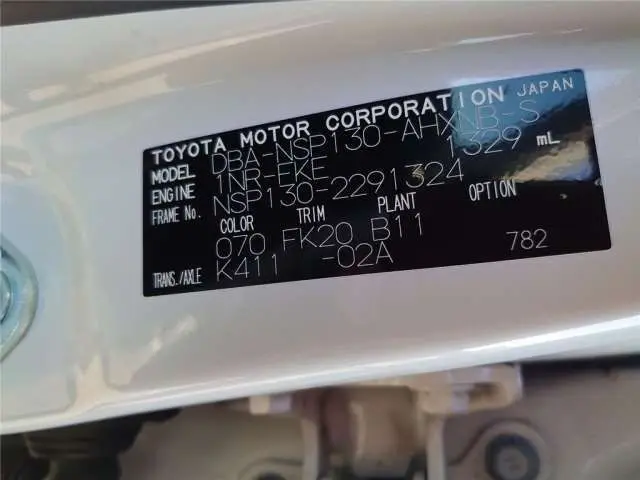 TOYOTA MOTOR CORPORATION JAPAN
MODEL DBA-NSP130-AHXNB-S
ENGINE 1NR-FKE 1329 mL
FRAME No. NSP130-2291324
COLOR TRIM PLANT OPTION
070 FK20 B11
TRANS./AXLE K411 -02A 782